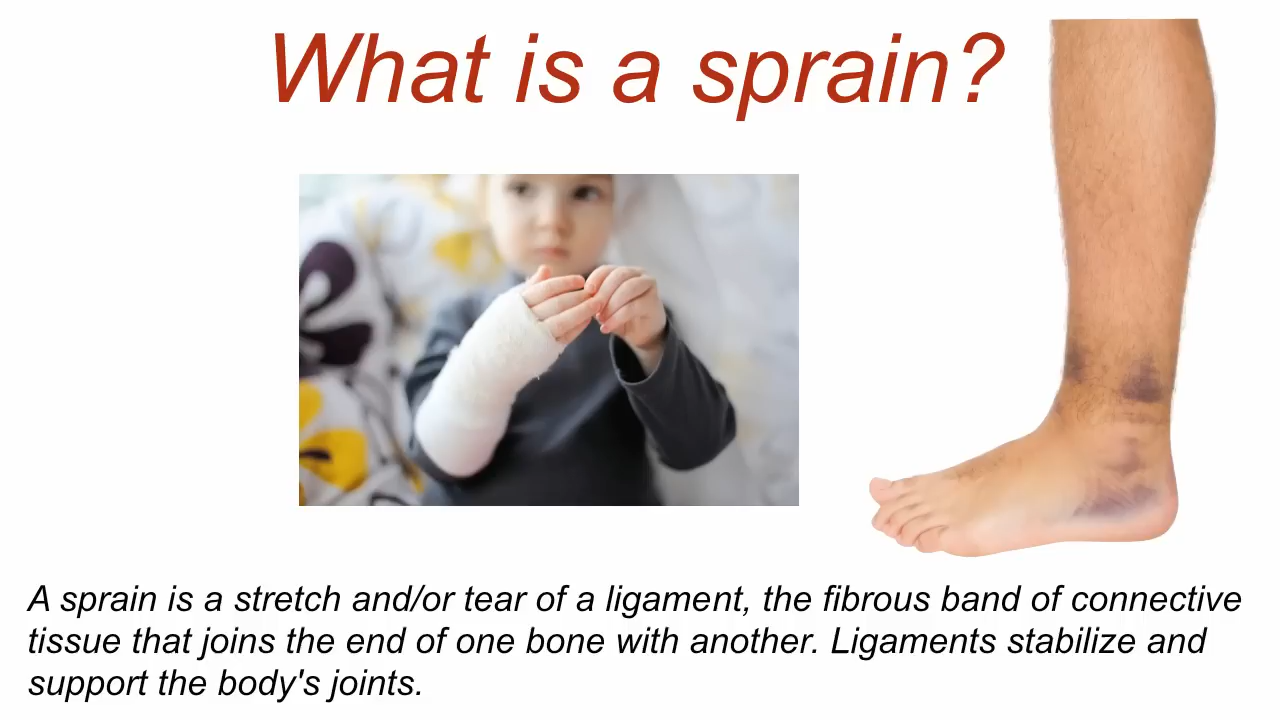 What is a sprain?
A sprain is a stretch and/or tear of a ligament, the fibrous band of connective
tissue that joins the end of one bone with another. Ligaments stabilize and
support the body's joints.